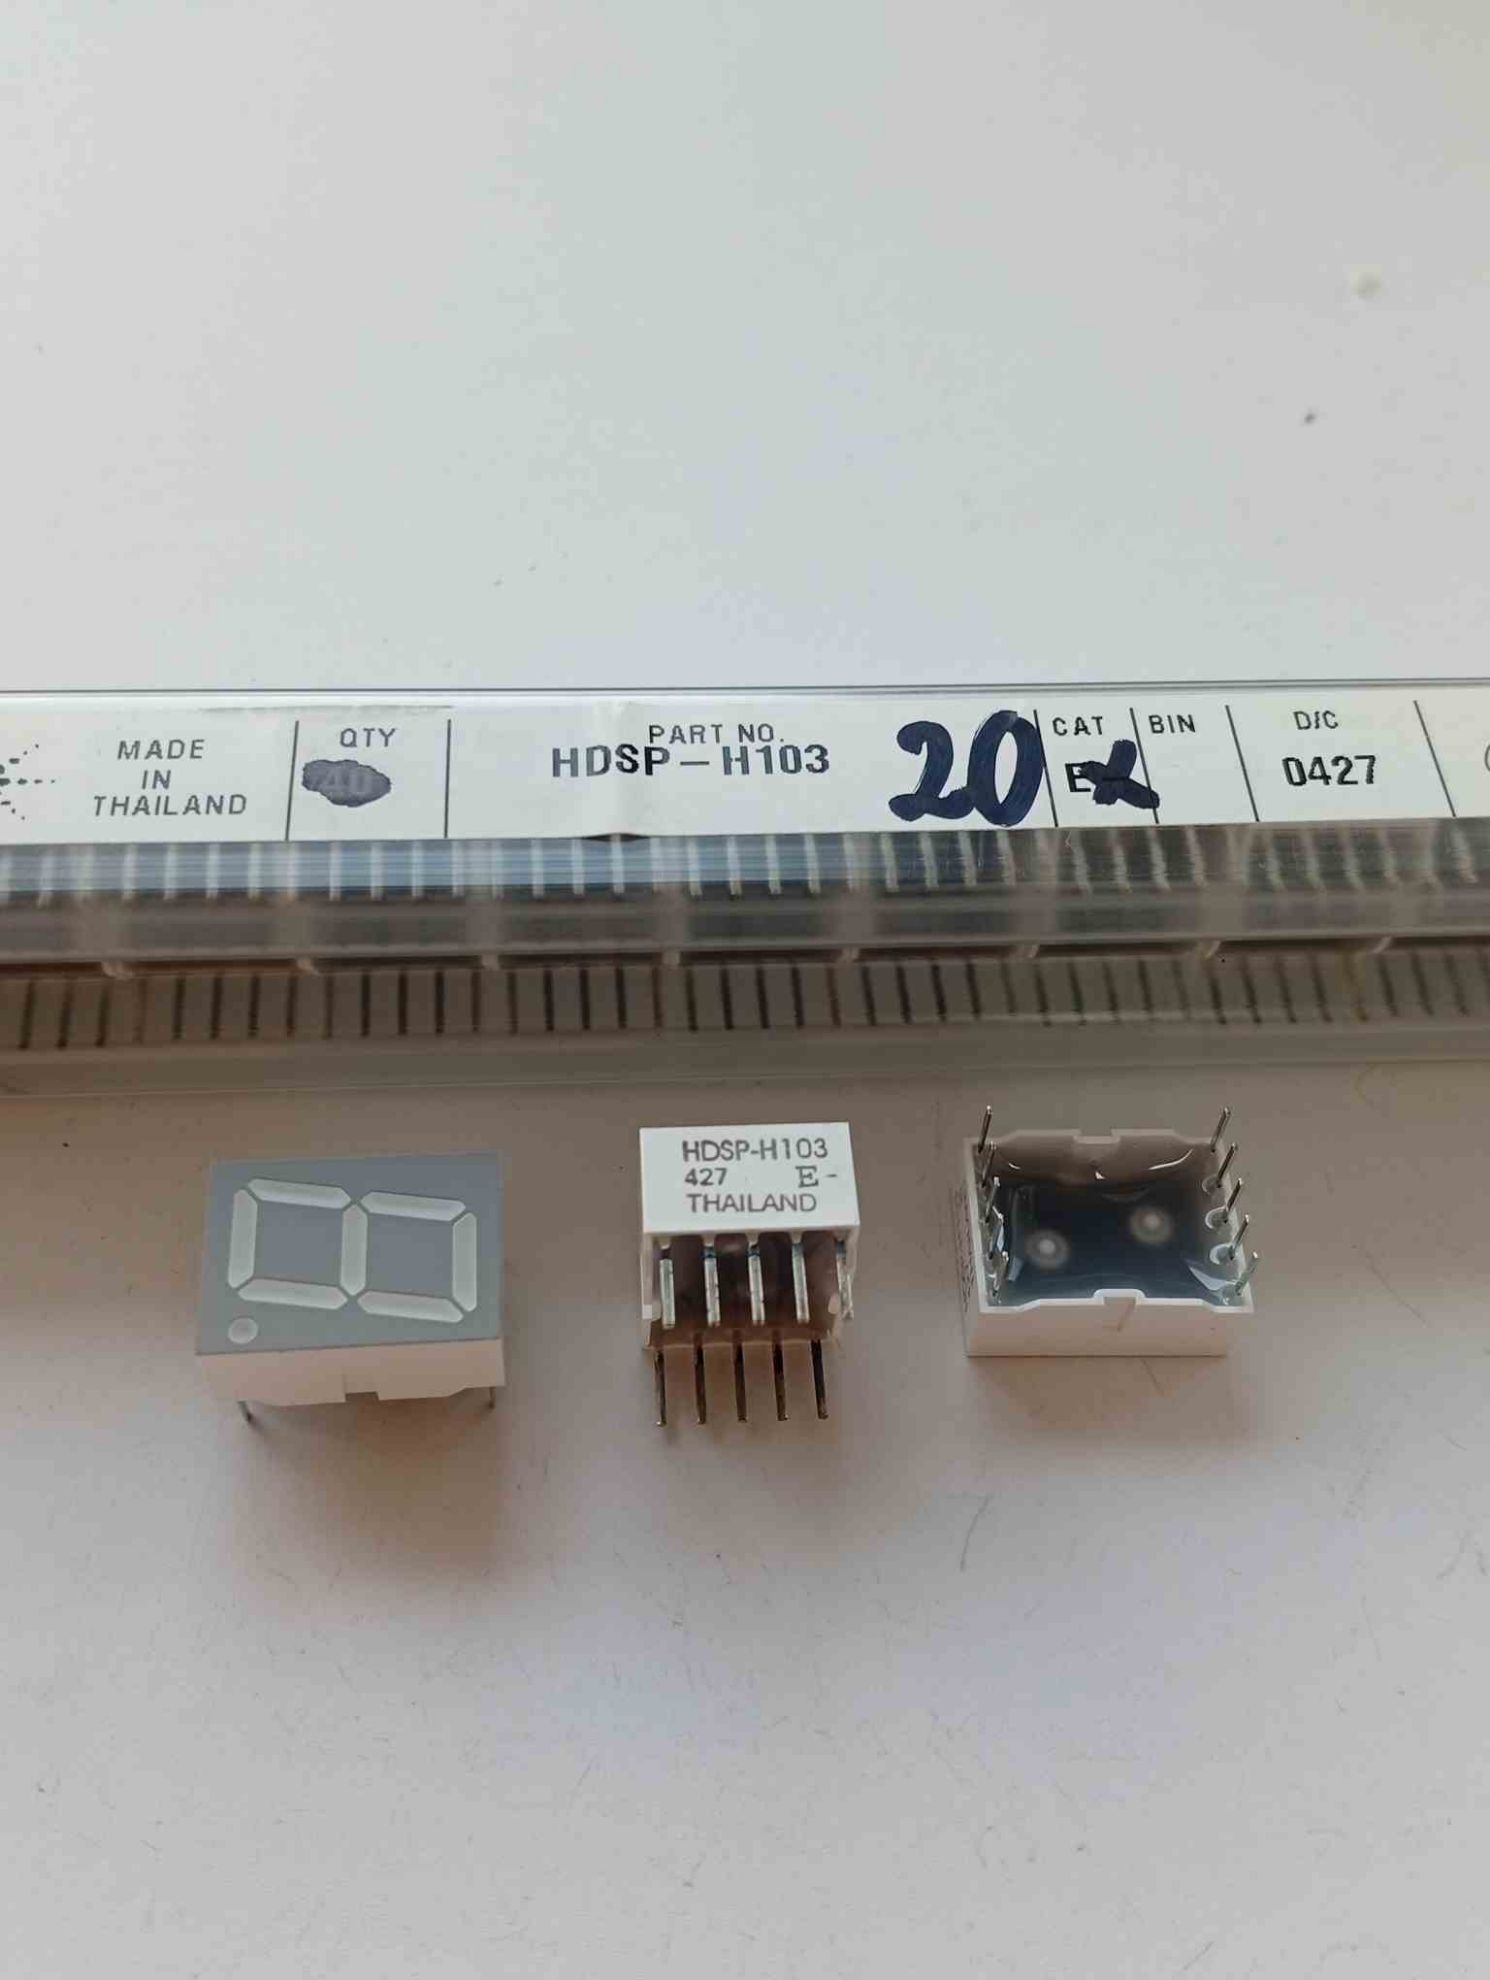 MADE
IN
THAILAND
QTY
PART NO.
HDSP-H103
20
CAT
E
BIN
D/C
0427
HDSP-H103
427 E-
THAILAND